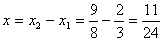 x = x₂ − x₁ = 9/8 − 2/3 = 11/24